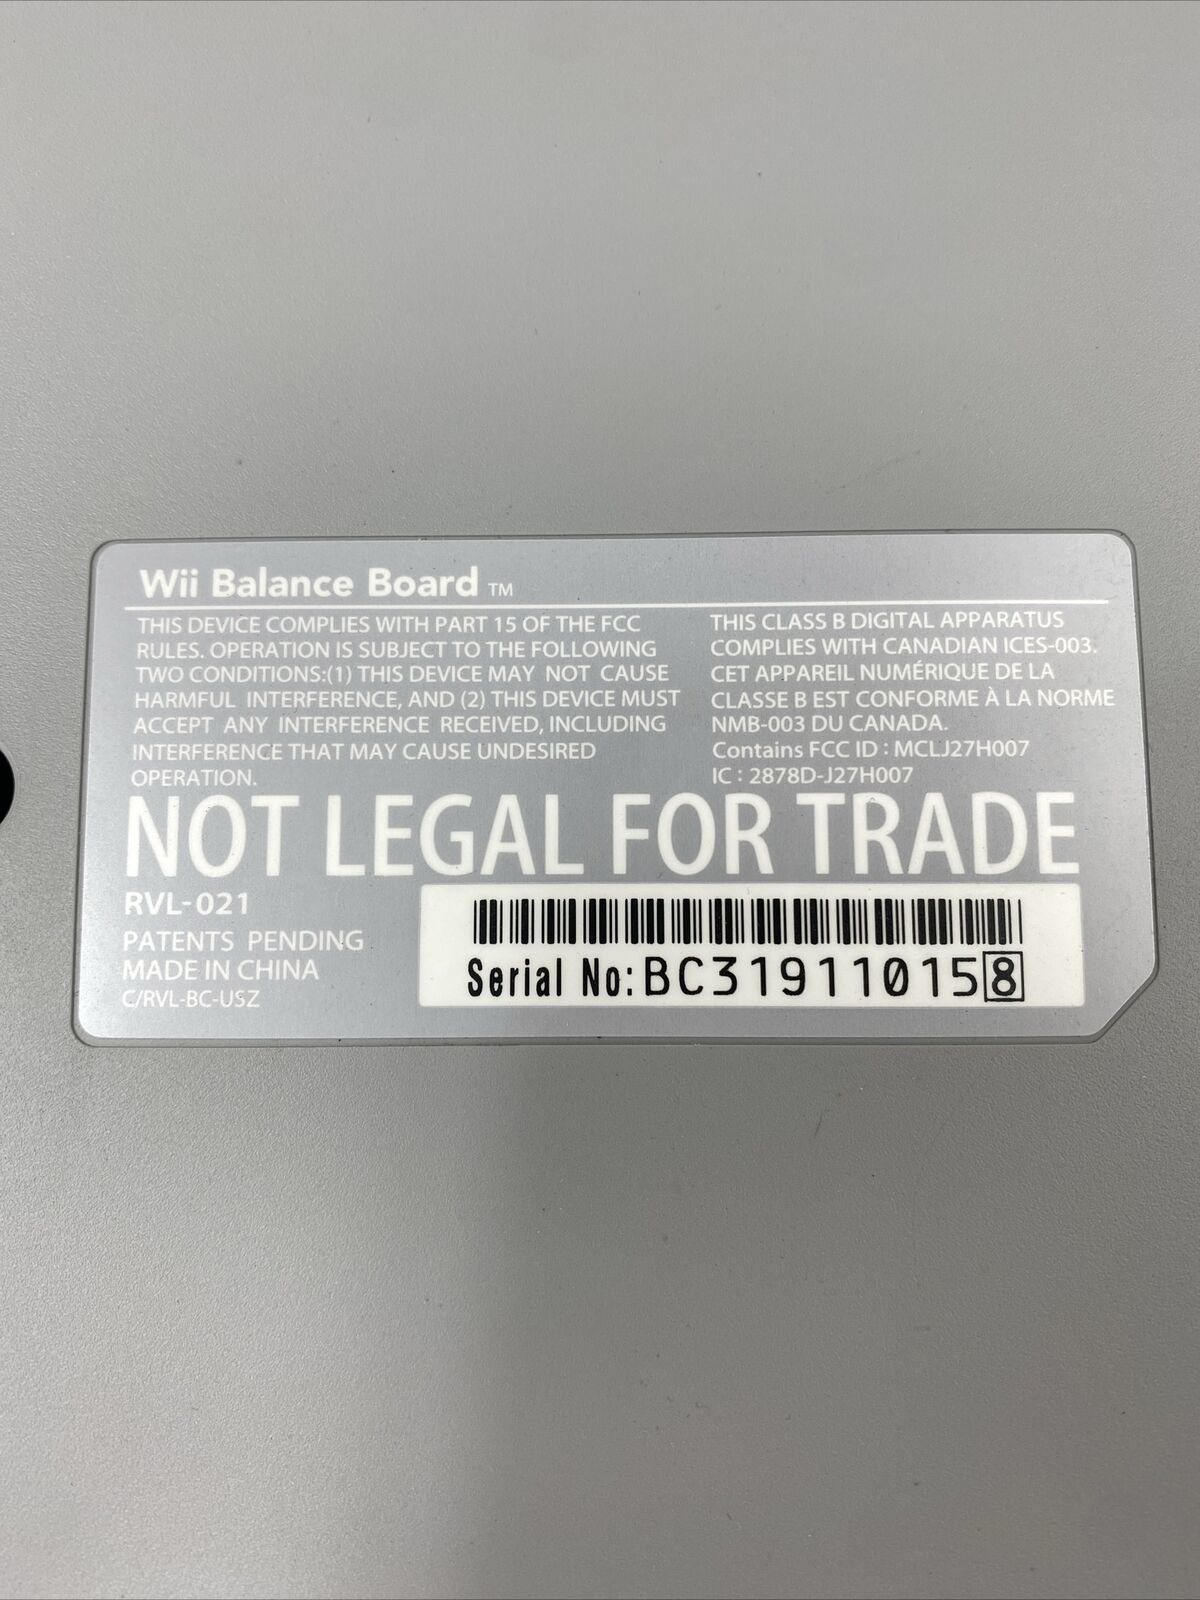 Wii Balance Board TM
THIS DEVICE COMPLIES WITH PART 15 OF THE FCC
RULES. OPERATION IS SUBJECT TO THE FOLLOWING
TWO CONDITIONS:(1) THIS DEVICE MAY NOT CAUSE
HARMFUL INTERFERENCE, AND (2) THIS DEVICE MUST
ACCEPT ANY INTERFERENCE RECEIVED, INCLUDING
INTERFERENCE THAT MAY CAUSE UNDESIRED
OPERATION.
THIS CLASS B DIGITAL APPARATUS
COMPLIES WITH CANADIAN ICES-003.
CET APPAREIL NUMÉRIQUE DE LA
CLASSE B EST CONFORME À LA NORME
NMB-003 DU CANADA.
Contains FCC ID : MCLJ27H007
IC : 2878D-J27H007
NOT LEGAL FOR TRADE
RVL-021
PATENTS PENDING
MADE IN CHINA
C/RVL-BC-USZ
Serial No:BC319110158